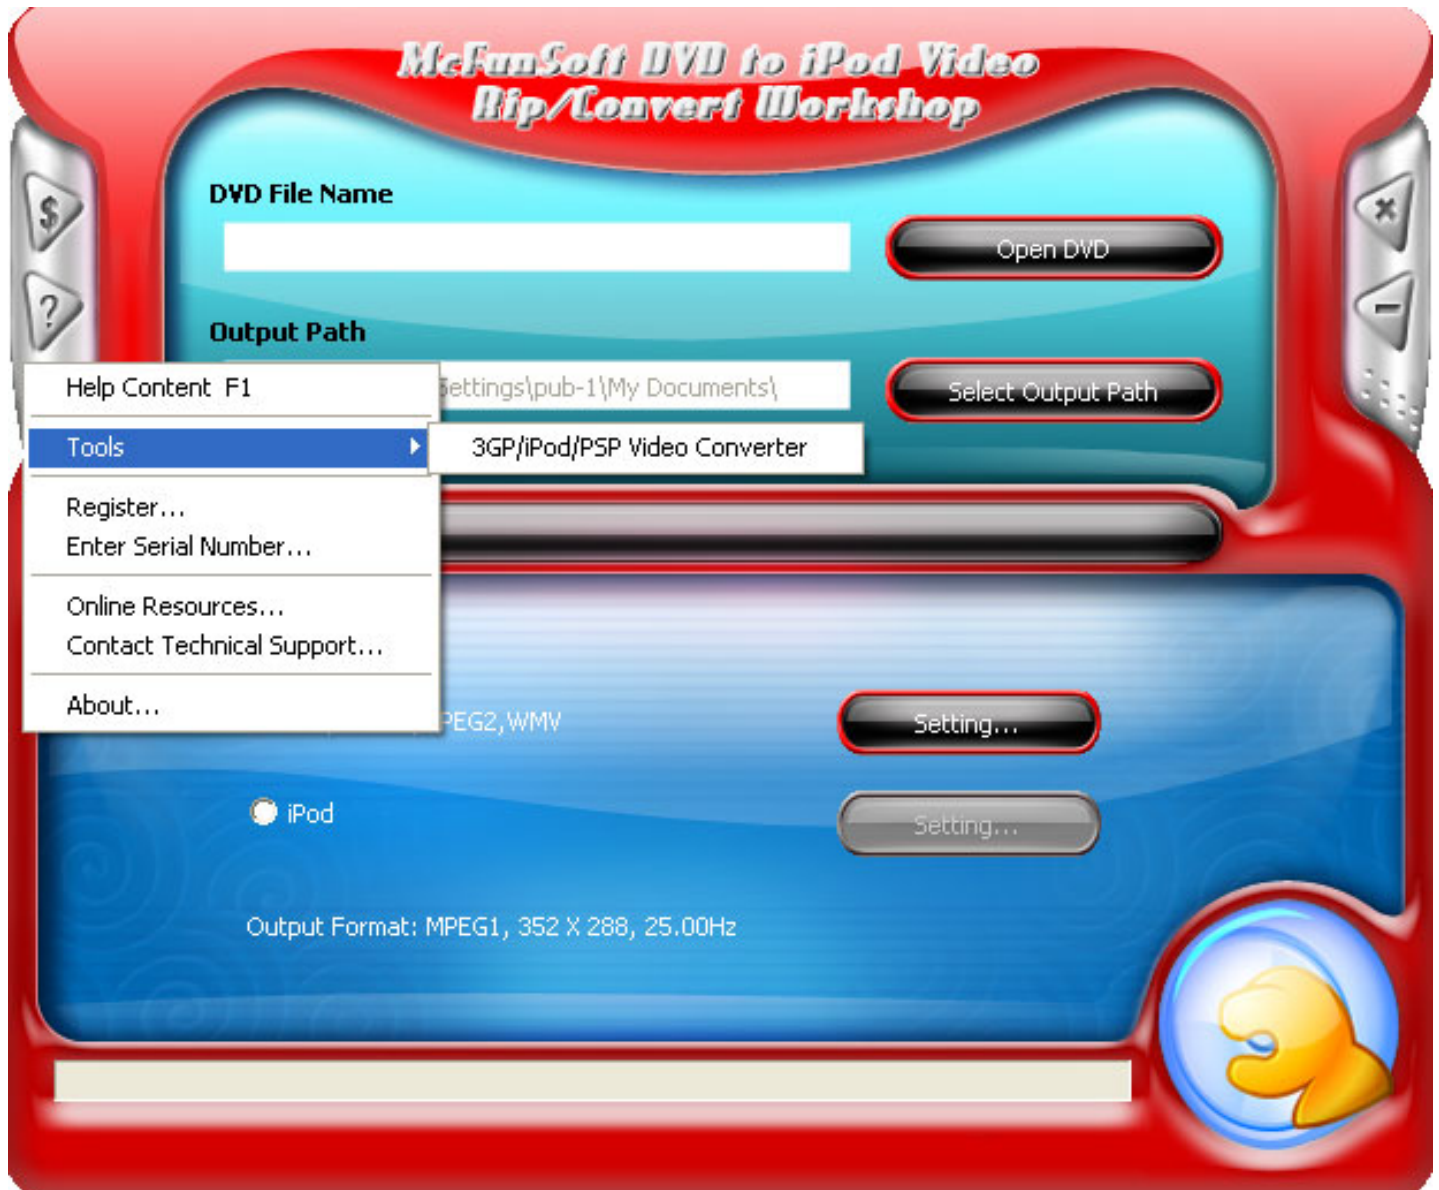 McFunSoft DVD to iPod Video
Rip/Convert Workshop
DVD File Name
$
Open DVD
?
Output Path
Settings\pub-1\My Documents\
Select Output Path
Help Content F1
Tools
3GP/iPod/PSP Video Converter
Register...
Enter Serial Number...
Online Resources...
Contact Technical Support...
About...
PEG2,WMV
Setting...
iPod
Setting...
Output Format: MPEG1, 352 X 288, 25.00Hz